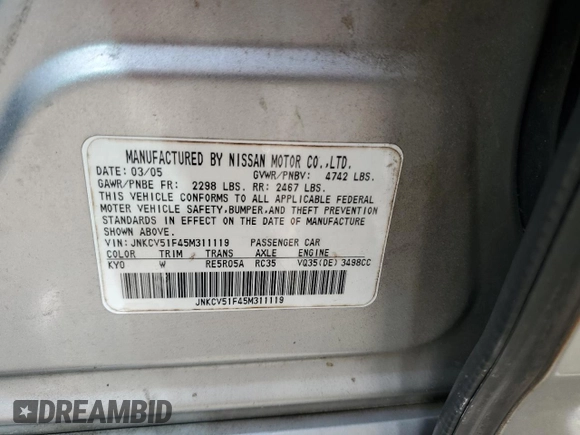 MANUFACTURED BY NISSAN MOTOR CO.,LTD.
DATE: 03/05 GVWR/PNBV: 4742 LBS.
GAWR/PNBE FR: 2298 LBS. RR: 2467 LBS.
THIS VEHICLE CONFORMS TO ALL APPLICABLE FEDERAL
MOTOR VEHICLE SAFETY,BUMPER,AND THEFT PREVENTION
STANDARDS IN EFFECT ON THE DATE OF MANUFACTURE
SHOWN ABOVE.
VIN: JNKCV51F45M311119 PASSENGER CAR
COLOR TRIM TRANS AXLE ENGINE
KY0 W RE5R05A RC35 VQ35(DE) 3498CC
JNKCV51F45M311119
DREAMBID